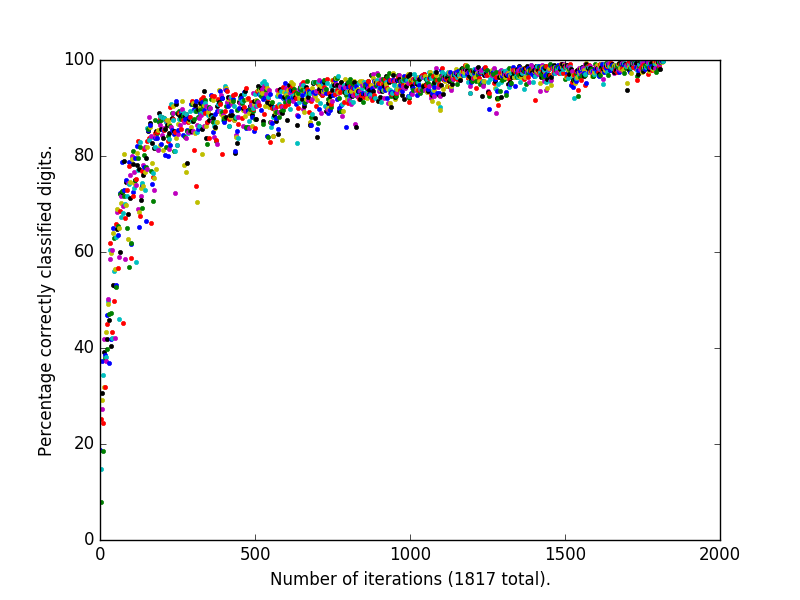 100
80
60
40
20
0
Percentage correctly classified digits.
0 500 1000 1500 2000
Number of iterations (1817 total).